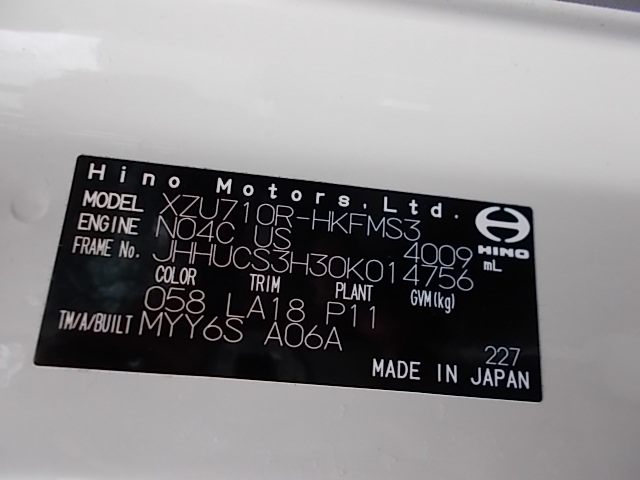 Hino Motors, Ltd.
MODEL XZU710R-HKFMS3
ENGINE N04C US 4009 mL
HINO
FRAME No. JHHUCS3H30K014756
COLOR TRIM PLANT GVM(kg)
058 LA18 P11
TM/A/BUILT MYY6S A06A
227
MADE IN JAPAN